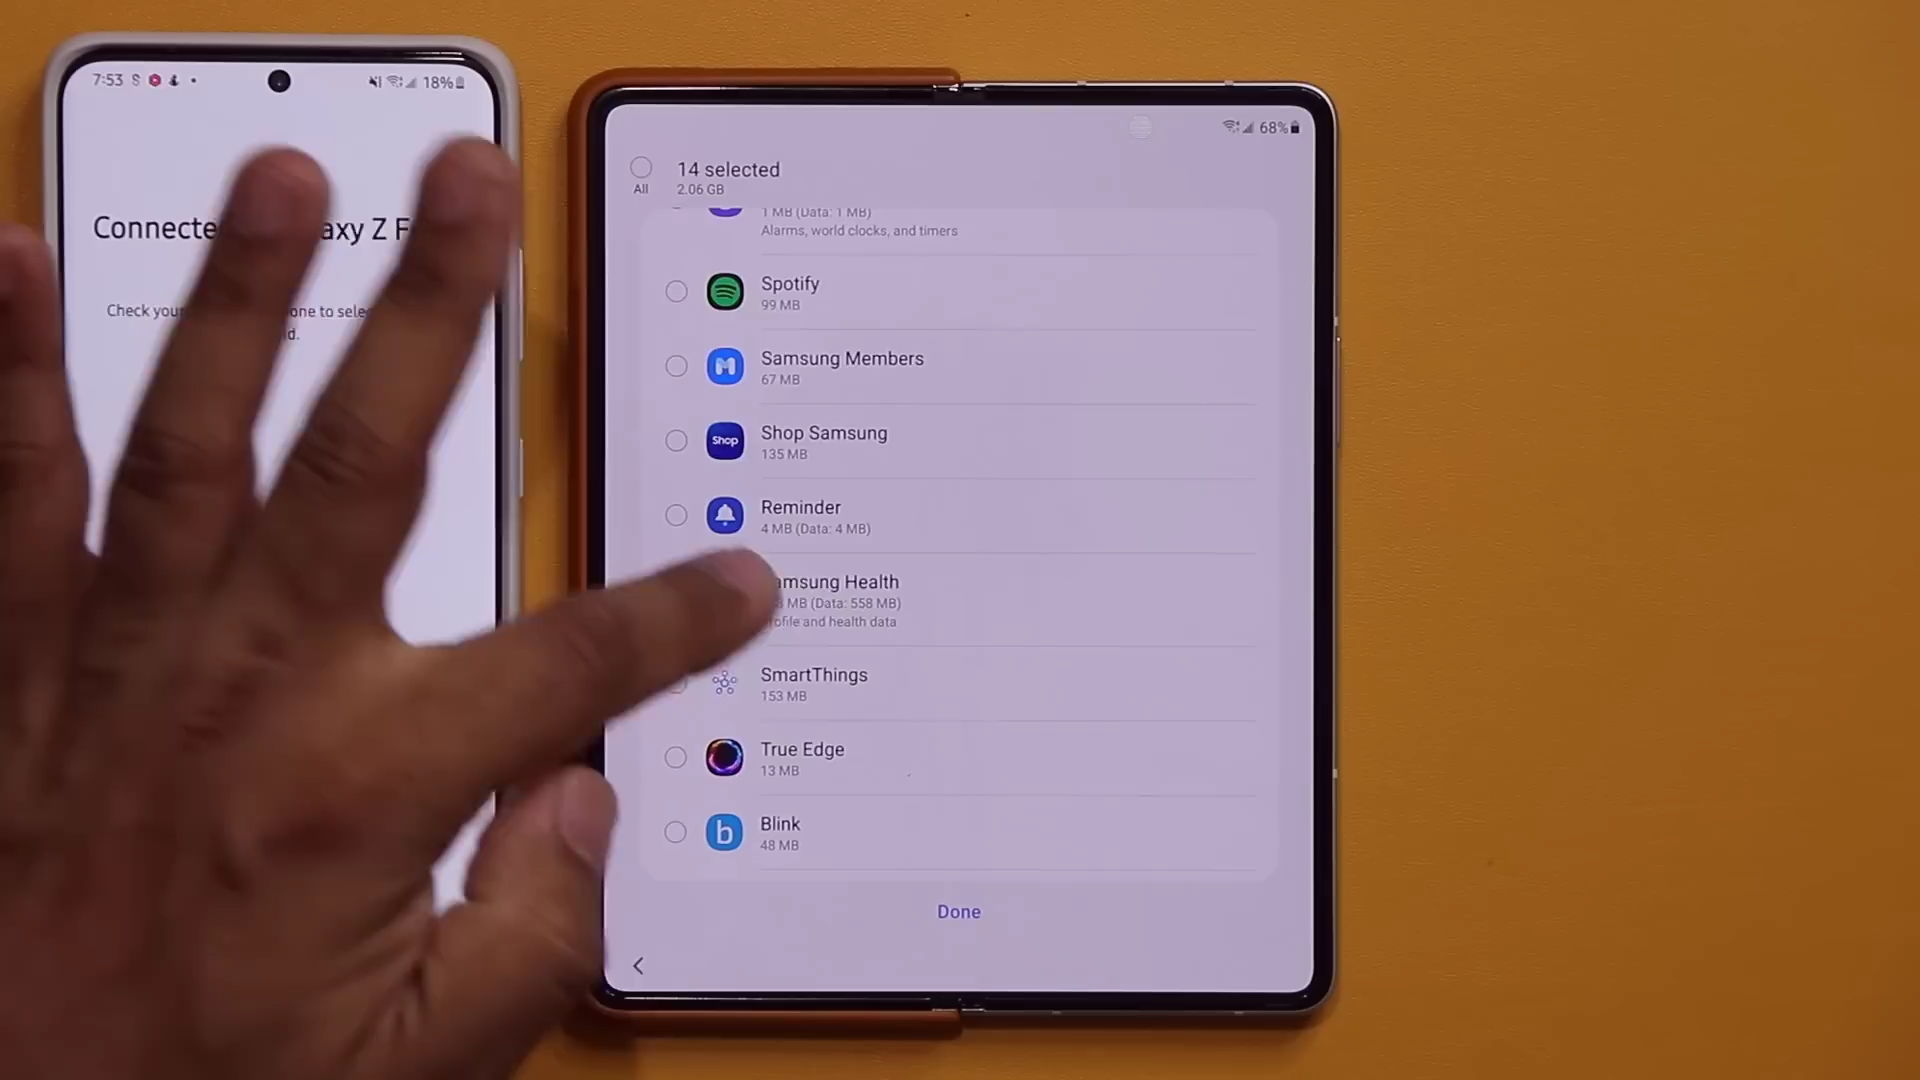 7:53
18%
Connecte axy Z F
Check you one to sele
d.
68%
14 selected
All
2.06 GB
1 MB (Data: 1 MB)
Alarms, world clocks, and timers
Spotify
99 MB
Samsung Members
67 MB
Shop
Shop Samsung
135 MB
Reminder
4 MB (Data: 4 MB)
amsung Health
8 MB (Data: 558 MB)
rofile and health data
SmartThings
153 MB
True Edge
13 MB
b
Blink
48 MB
Done